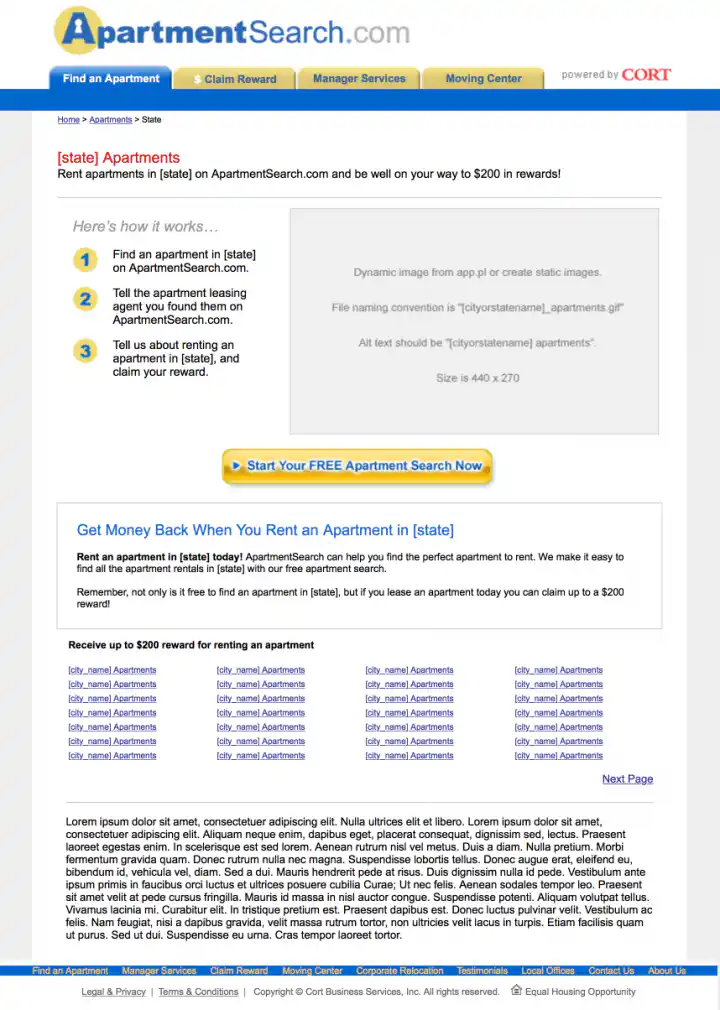 ApartmentSearch.com
Find an Apartment
$ Claim Reward
Manager Services
Moving Center
powered by CORT
Home > Apartments > State
[state] Apartments
Rent apartments in [state] on ApartmentSearch.com and be well on your way to $200 in rewards!
Here's how it works…
1 Find an apartment in [state]
on ApartmentSearch.com.
2 Tell the apartment leasing
agent you found them on
ApartmentSearch.com.
3 Tell us about renting an
apartment in [state], and
claim your reward.
Dynamic image from app.pl or create static images.
File naming convention is "[cityorstatename]_apartments.gif"
Alt text should be "[cityorstatename] apartments".
Size is 440 x 270
Start Your FREE Apartment Search Now
Get Money Back When You Rent an Apartment in [state]
Rent an apartment in [state] today! ApartmentSearch can help you find the perfect apartment to rent. We make it easy to
find all the apartment rentals in [state] with our free apartment search.
Remember, not only is it free to find an apartment in [state], but if you lease an apartment today you can claim up to a $200
reward!
Receive up to $200 reward for renting an apartment
[city_name] Apartments [city_name] Apartments [city_name] Apartments [city_name] Apartments
[city_name] Apartments [city_name] Apartments [city_name] Apartments [city_name] Apartments
[city_name] Apartments [city_name] Apartments [city_name] Apartments [city_name] Apartments
[city_name] Apartments [city_name] Apartments [city_name] Apartments [city_name] Apartments
[city_name] Apartments [city_name] Apartments [city_name] Apartments [city_name] Apartments
[city_name] Apartments [city_name] Apartments [city_name] Apartments [city_name] Apartments
[city_name] Apartments [city_name] Apartments [city_name] Apartments [city_name] Apartments
Next Page
Lorem ipsum dolor sit amet, consectetuer adipiscing elit. Nulla ultrices elit et libero. Lorem ipsum dolor sit amet,
consectetuer adipiscing elit. Aliquam neque enim, dapibus eget, placerat consequat, dignissim sed, lectus. Praesent
laoreet egestas enim. In scelerisque est sed lorem. Aenean rutrum nisl vel metus. Duis a diam. Nulla pretium. Morbi
fermentum gravida quam. Donec rutrum nulla nec magna. Suspendisse lobortis tellus. Donec augue erat, eleifend eu,
bibendum id, vehicula vel, diam. Sed a dui. Mauris hendrerit pede at risus. Duis dignissim nulla id pede. Vestibulum ante
ipsum primis in faucibus orci luctus et ultrices posuere cubilia Curae; Ut nec felis. Aenean sodales tempor leo. Praesent
sit amet velit at pede cursus fringilla. Mauris id massa in nisl auctor congue. Suspendisse potenti. Aliquam volutpat tellus.
Vivamus lacinia mi. Curabitur elit. In tristique pretium est. Praesent dapibus est. Donec luctus pulvinar velit. Vestibulum ac
felis. Nam feugiat, nisi a dapibus gravida, velit massa rutrum tortor, non ultricies velit lacus in turpis. Etiam facilisis quam
ut purus. Sed ut dui. Suspendisse eu urna. Cras tempor laoreet tortor.
Find an Apartment Manager Services Claim Reward Moving Center Corporate Relocation Testimonials Local Offices Contact Us About Us
Legal & Privacy | Terms & Conditions | Copyright © Cort Business Services, Inc. All rights reserved. Equal Housing Opportunity